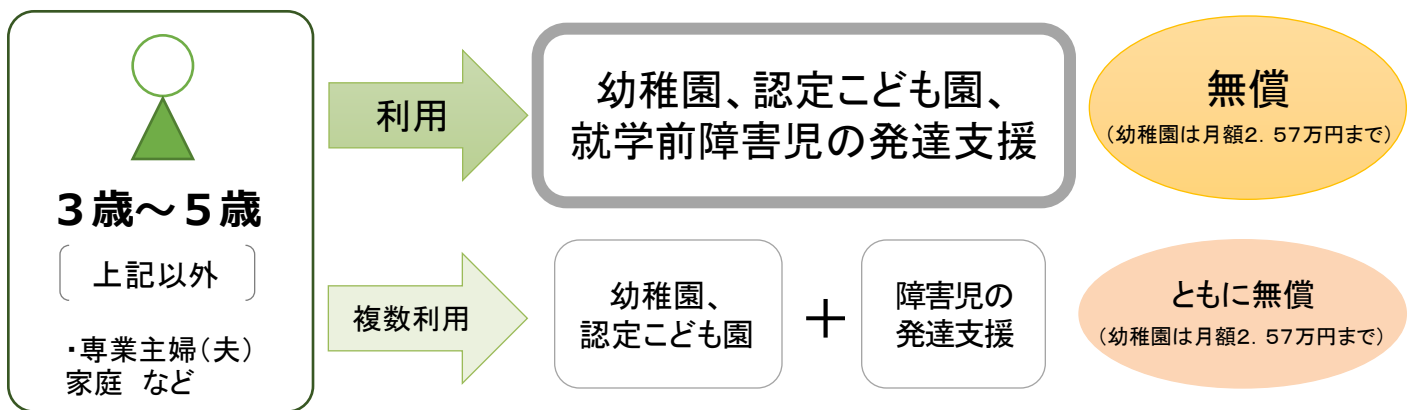 3歳～5歳
上記以外
・専業主婦(夫)
家庭 など
利用
幼稚園、認定こども園、
就学前障害児の発達支援
無償
(幼稚園は月額2．57万円まで)
複数利用
幼稚園、
認定こども園
＋
障害児の
発達支援
ともに無償
(幼稚園は月額2．57万円まで)